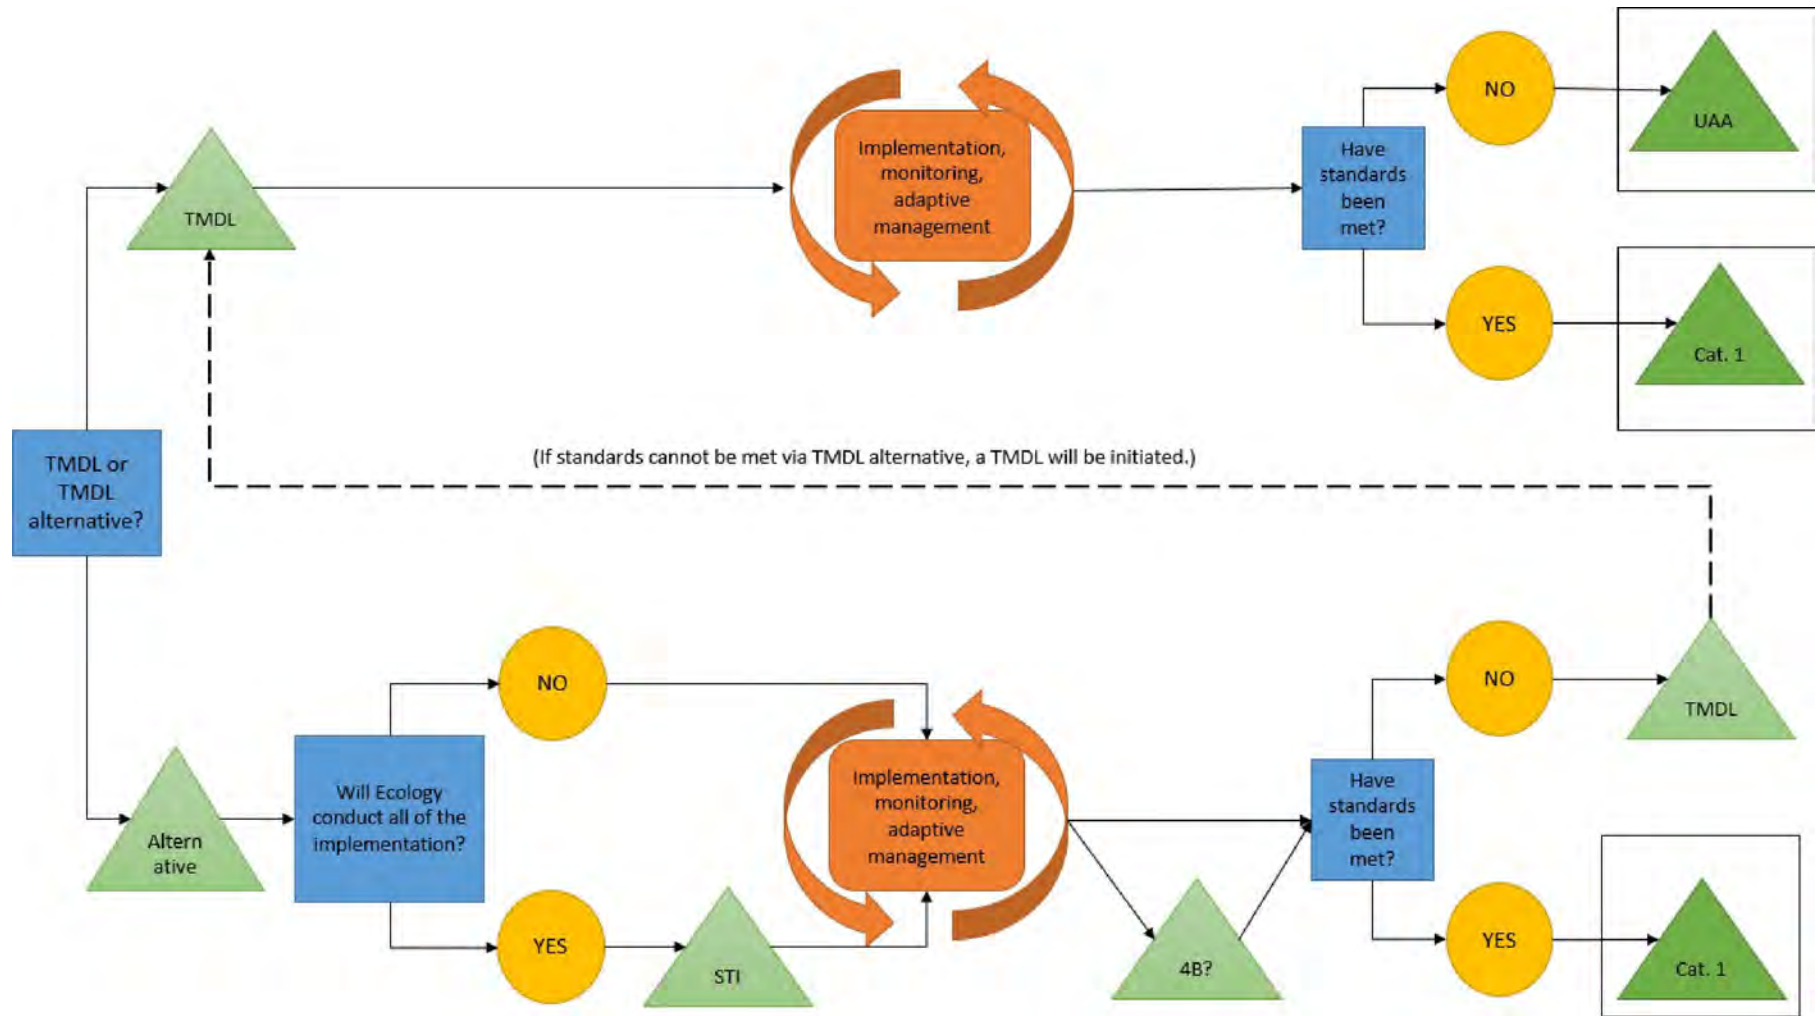 NO
UAA
Have
standards
been
met?
Implementation,
monitoring,
adaptive
management
TMDL
YES
Cat. 1
(If standards cannot be met via TMDL alternative, a TMDL will be initiated.)
TMDL or
TMDL
alternative?
NO
NO
TMDL
Will Ecology
conduct all of the
implementation?
Implementation,
monitoring,
adaptive
management
Have
standards
been
met?
Altern
ative
YES
STI
4B?
YES
Cat. 1